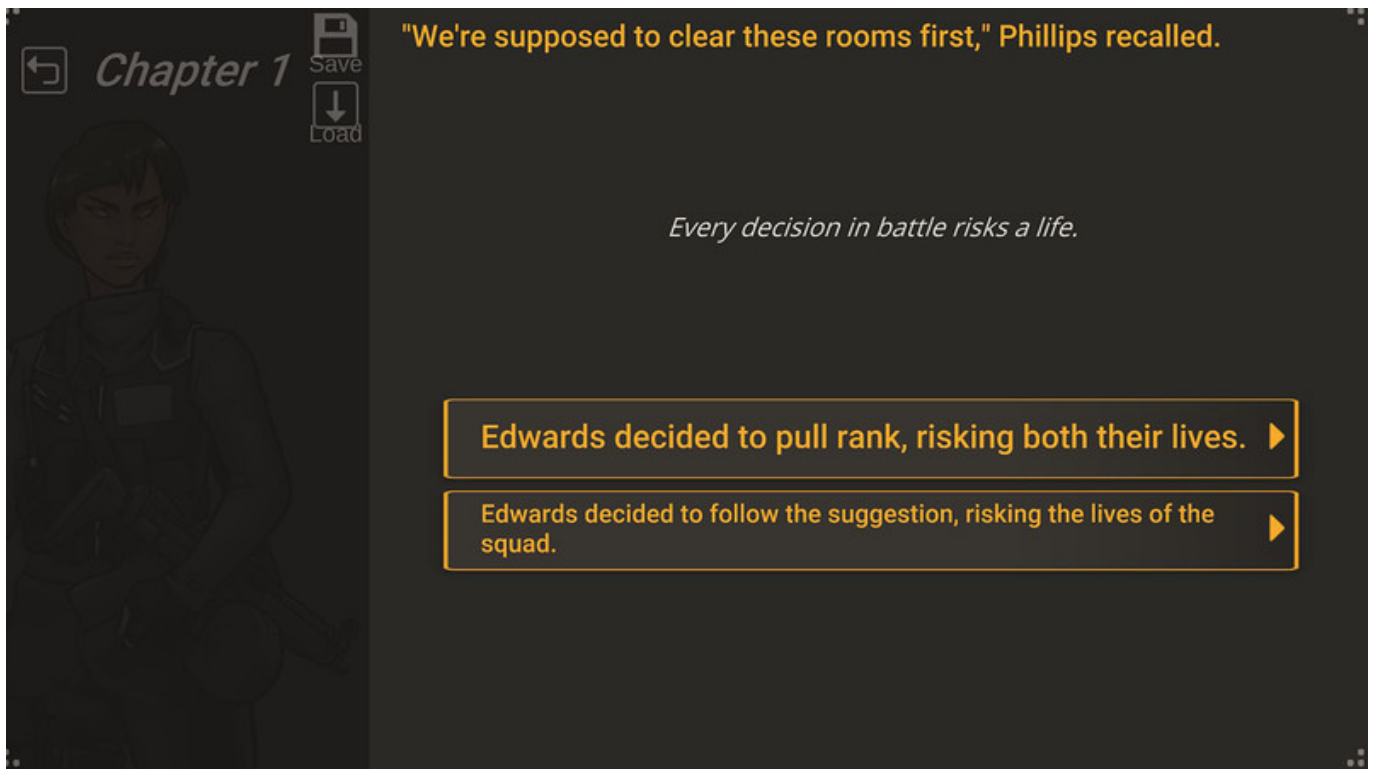 Chapter 1
Save
Load
"We're supposed to clear these rooms first," Phillips recalled.
Every decision in battle risks a life.
Edwards decided to pull rank, risking both their lives.
Edwards decided to follow the suggestion, risking the lives of the
squad.